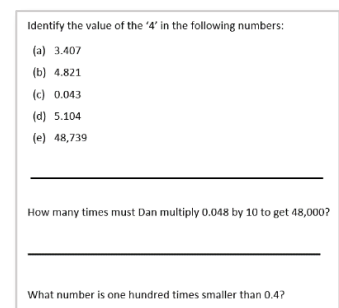 Identify the value of the ‘4’ in the following numbers:
(a) 3.407
(b) 4.821
(c) 0.043
(d) 5.104
(e) 48,739
How many times must Dan multiply 0.048 by 10 to get 48,000?
What number is one hundred times smaller than 0.4?